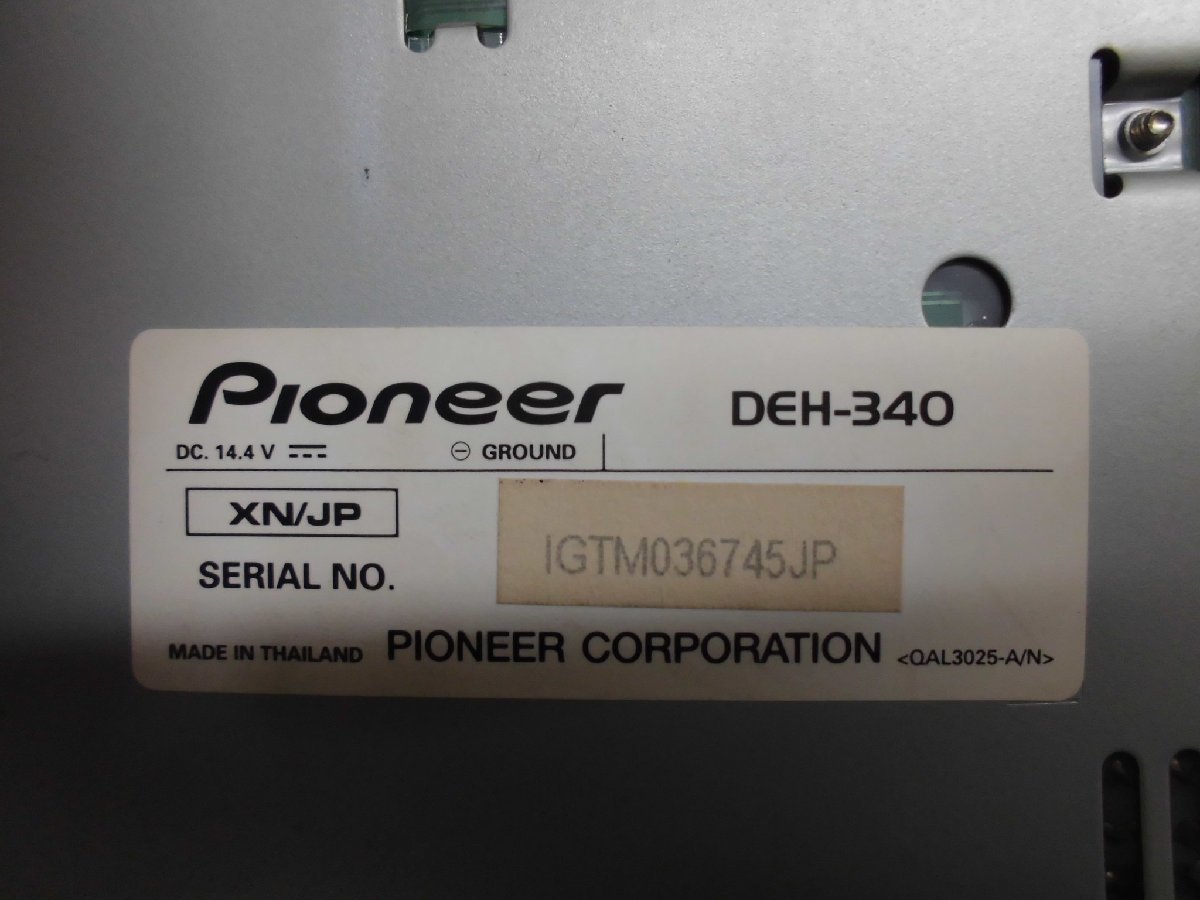 Pioneer DEH-340
DC. 14.4 V ⊖ GROUND
XN/JP
IGTM036745JP
SERIAL NO.
MADE IN THAILAND PIONEER CORPORATION <QAL3025-A/N>